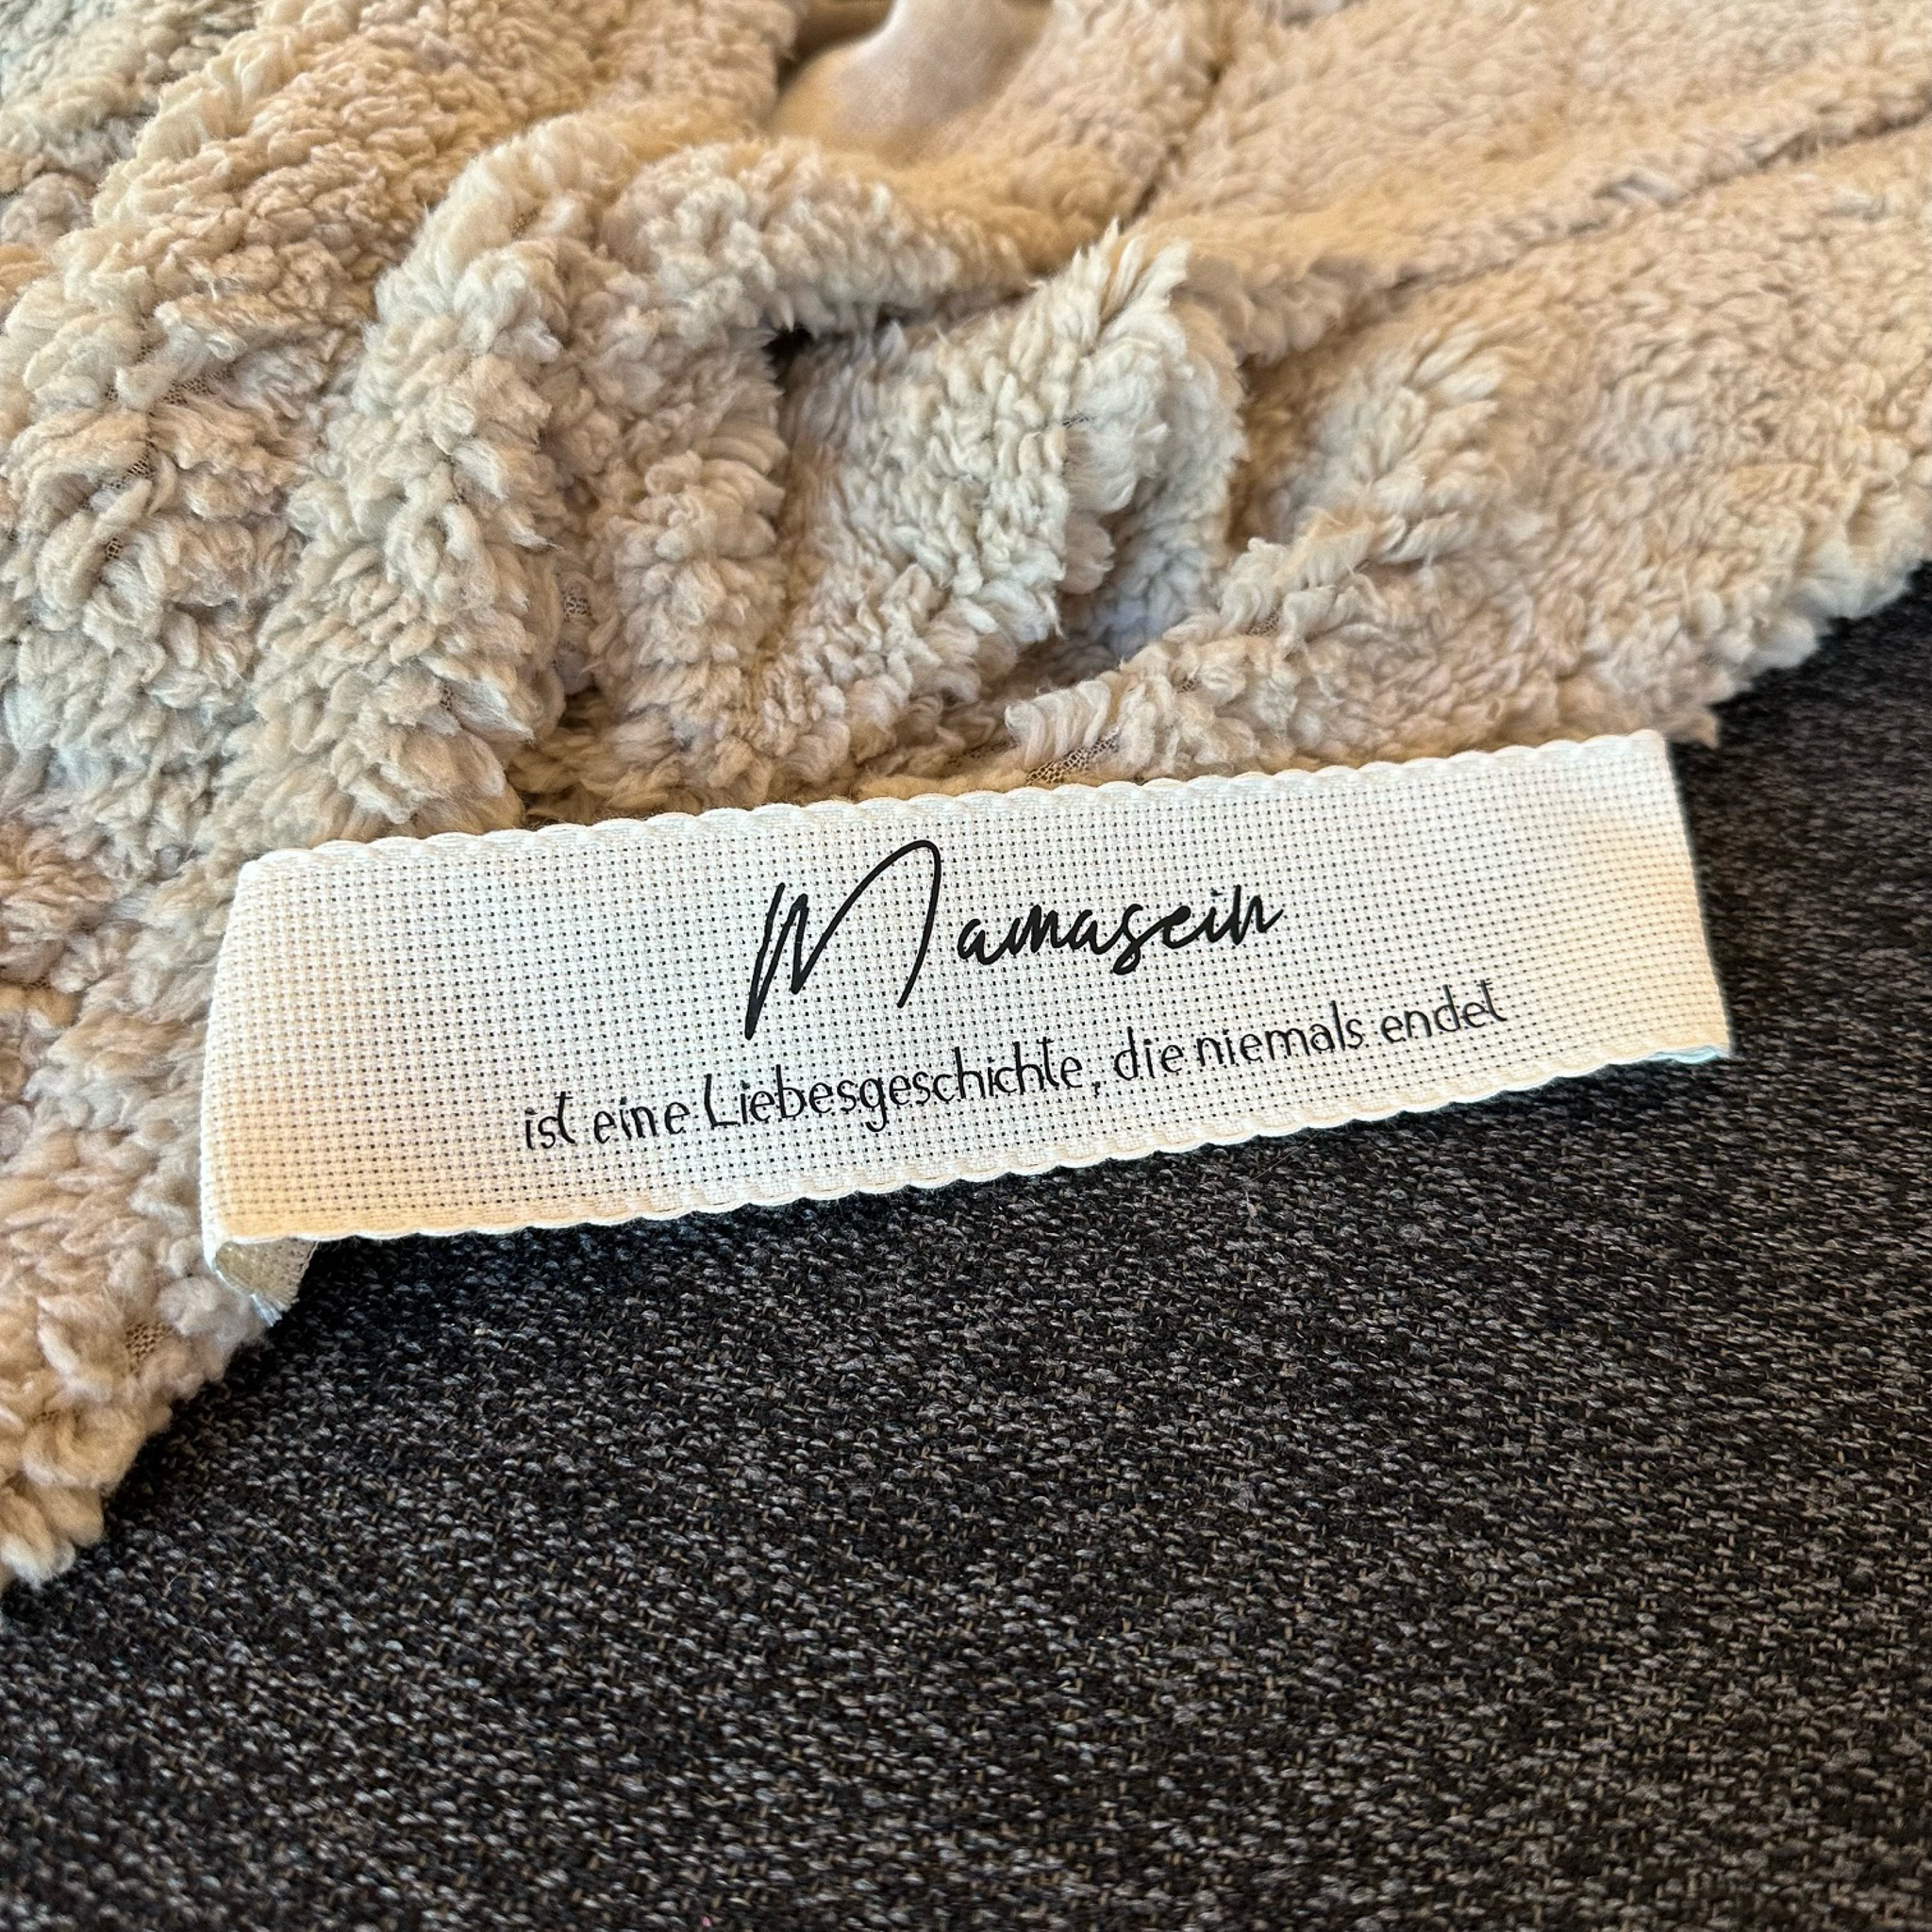 Mamasein
ist eine Liebesgeschichte, die niemals endet